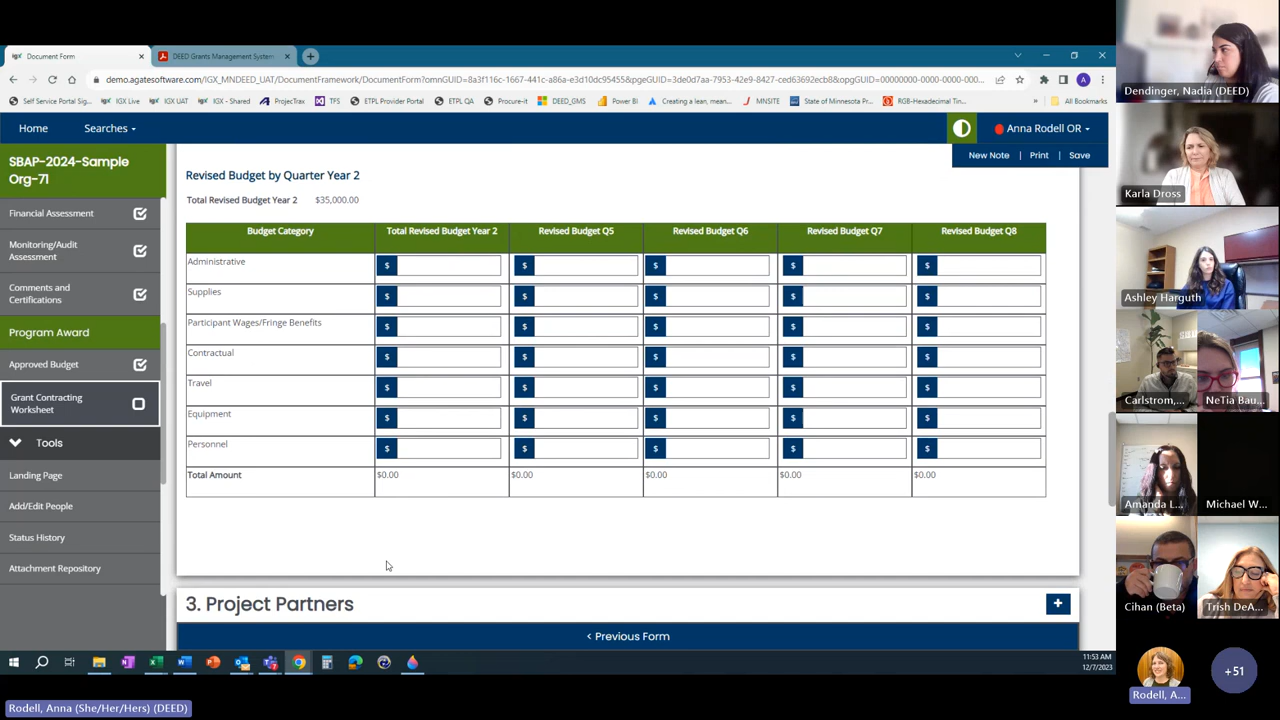 Document Form
DEED Grants Management System
demo.agatesoftware.com/IGX_MNDEED_UAT/DocumentFramework/DocumentForm?omnGUID=8a3f116c-1667-441c-a86a-e3d10dc95455&pgeGUID=3de0d7aa-7953-42e9-8427-ced63692ecb8&opgGUID=00000000-0000-0000-000...
Self Service Portal Sig...
IGX Live
IGX UAT
IGX - Shared
ProjecTrax
TFS
ETPL Provider Portal
ETPL QA
Procure-it
DEED_GMS
Power BI
Creating a lean, mean...
MNSITE
State of Minnesota Pr...
RGB-Hexadecimal Tin...
All Bookmarks
Home
Searches
Anna Rodell OR
New Note | Print | Save
SBAP-2024-Sample
Org-71
Financial Assessment
Monitoring/Audit
Assessment
Comments and
Certifications
Program Award
Approved Budget
Grant Contracting
Worksheet
Tools
Landing Page
Add/Edit People
Status History
Attachment Repository
Revised Budget by Quarter Year 2
Total Revised Budget Year 2 $35,000.00
Budget Category Total Revised Budget Year 2 Revised Budget Q5 Revised Budget Q6 Revised Budget Q7 Revised Budget Q8
Administrative $ $ $ $ $
Supplies $ $ $ $ $
Participant Wages/Fringe Benefits $ $ $ $ $
Contractual $ $ $ $ $
Travel $ $ $ $ $
Equipment $ $ $ $ $
Personnel $ $ $ $ $
Total Amount $0.00 $0.00 $0.00 $0.00 $0.00
3. Project Partners
+
< Previous Form
11:53 AM
12/7/2023
Rodell, Anna (She/Her/Hers) (DEED)
Dendinger, Nadia (DEED)
Karla Dross
Ashley Harguth
Carlstrom,...
NeTia Bau...
Amanda L...
Michael W...
Cihan (Beta)
Trish DeA...
Rodell, A...
+51